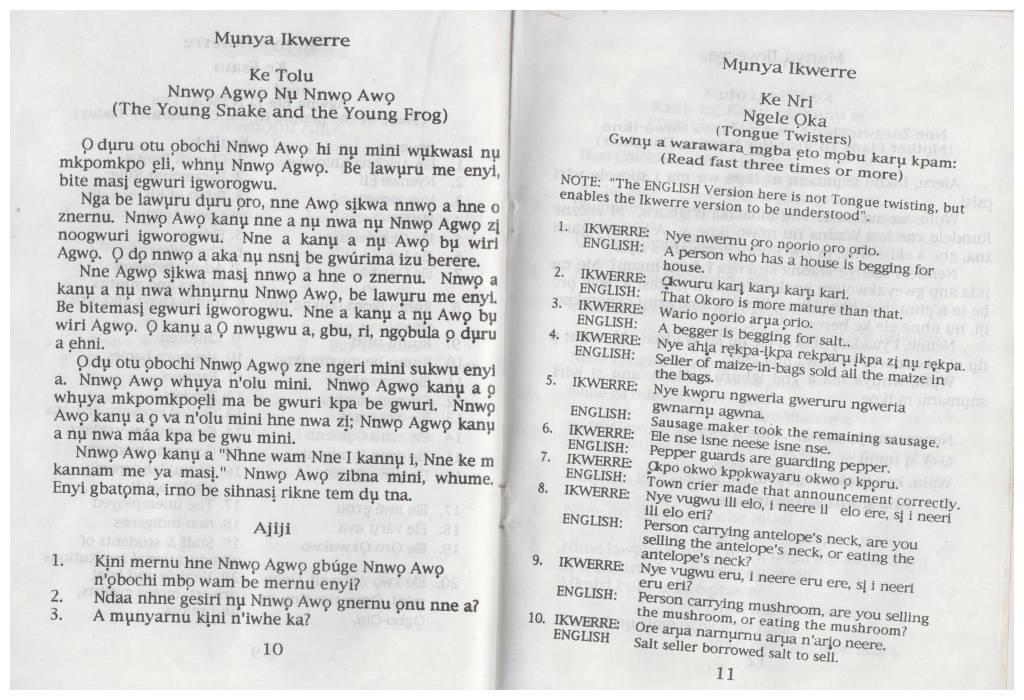 Mụnya Ikwerre
Ke Tolu
Nnwọ Agwọ Nụ Nnwọ Awọ
(The Young Snake and the Young Frog)
Ọ dụru otu ọbochi Nnwọ Awọ hi nụ mini wụkwasi nụ
mkpomkpọ ẹli, whnụ Nnwọ Agwọ. Be lawụru me enyi,
bite masị egwuri igworogwu.
Nga be lawụru dụru ọro, nne Awọ sịkwa nnwọ a hne o
znernu. Nnwọ Awọ kanụ nne a nụ nwa nụ Nnwọ Agwọ zị
noogwuri igworogwu. Nne a kanụ a nụ Awọ bụ wiri
Agwọ. Ọ dọ nnwọ a aka nụ nsnị be gwúrima izu berere.
Nne Agwọ sịkwa masị nnwọ a hne o znernu. Nnwọ a
kanụ a nụ nwa whnụrnu Nnwọ Awọ, be lawụru me enyi.
Be bitemasị egwuri igworogwu. Nne a kanụ a nụ Awọ bụ
wiri Agwọ. Ọ kanụ a Ọ nwụgwu a, gbu, ri, ngọbula ọ dụru
a ẹhni.
Ọ dụ otu ọbochi Nnwọ Agwọ zne ngeri mini sukwu enyi
a. Nnwọ Awọ whụya n'olu mini. Nnwọ Agwọ kanụ a ọ
whụya mkpomkpọẹli ma be gwuri kpa be gwuri. Nnwọ
Awọ kanụ a ọ va n'olu mini hne nwa zị; Nnwọ Agwọ kanụ
a nụ nwa máa kpa be gwu mini.
Nnwọ Awọ kanụ a "Nhne wam Nne I kannụ i, Nne ke m
kannam me ya masị." Nnwọ Awọ zibna mini, whume.
Enyi gbatọma, irno be sihnasị rikne tem dụ tna.
Ajiji
1. Kịni mernu hne Nnwọ Agwọ gbúge Nnwọ Awọ
n'ọbochi mbọ wam be mernu enyi?
2. Ndaa nhne gesiri nụ Nnwọ Awọ gnernu ọnu nne a?
3. A mụnyarnu kịni n'iwhe ka?
10
Mụnya Ikwerre
Ke Nri
Ngele Ọka
(Tongue Twisters)
Gwnụ a warawara mgba ẹto mọbu karụ kpam:
(Read fast three times or more)
NOTE: "The ENGLISH Version here is not Tongue twisting, but
enables the Ikwerre version to be understood".
1. IKWERRE: Nye nwernu ọro nọorio ọrọ ọrio.
ENGLISH: A person who has a house is begging for
house.
2. IKWERRE: Ọkwuru karị karụ karụ kari.
ENGLISH: That Okoro is more mature than that.
3. IKWERRE: Wario nọorio arụa ọrio.
ENGLISH: A begger is begging for salt..
4. IKWERRE: Nye ahịa rẹkpa-ịkpa rekparụ ịkpa zị nụ rẹkpa.
ENGLISH: Seller of maize-in-bags sold all the maize in
the bags.
5. IKWERRE: Nye kwọru ngweria gweruru ngweria
gwnarnụ agwna.
ENGLISH: Sausage maker took the remaining sausage.
6. IKWERRE: Ele nse isne neese isne nse.
ENGLISH: Pepper guards are guarding pepper.
7. IKWERRE: Ọkpo okwo kpọkwayaru okwo ọ kpọru.
ENGLISH: Town crier made that announcement correctly.
8. IKWERRE: Nye vugwu ili elo, i neere il elo ere, sị i neeri
ili elo eri?
ENGLISH: Person carrying antelope's neck, are you
selling the antelope's neck, or eating the
antelope's neck?
9. IKWERRE: Nye vugwu eru, i neere eru ere, sị i neeri
eru eri?
ENGLISH: Person carrying mushroom, are you selling
the mushroom, or eating the mushroom?
10. IKWERRE: Ore arụa narnụrnu arụa n'arịo neere.
ENGLISH Salt seller borrowed salt to sell.
11